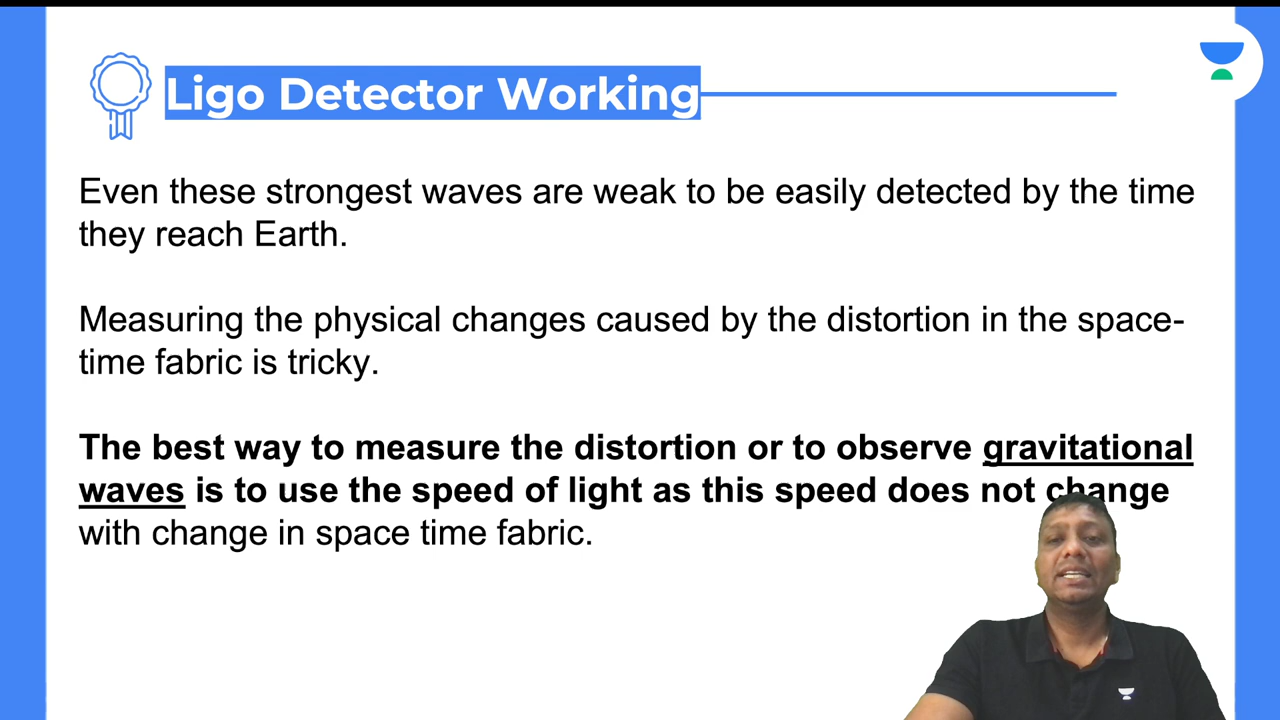 Ligo Detector Working
Even these strongest waves are weak to be easily detected by the time
they reach Earth.
Measuring the physical changes caused by the distortion in the space-
time fabric is tricky.
The best way to measure the distortion or to observe gravitational
waves is to use the speed of light as this speed does not change
with change in space time fabric.